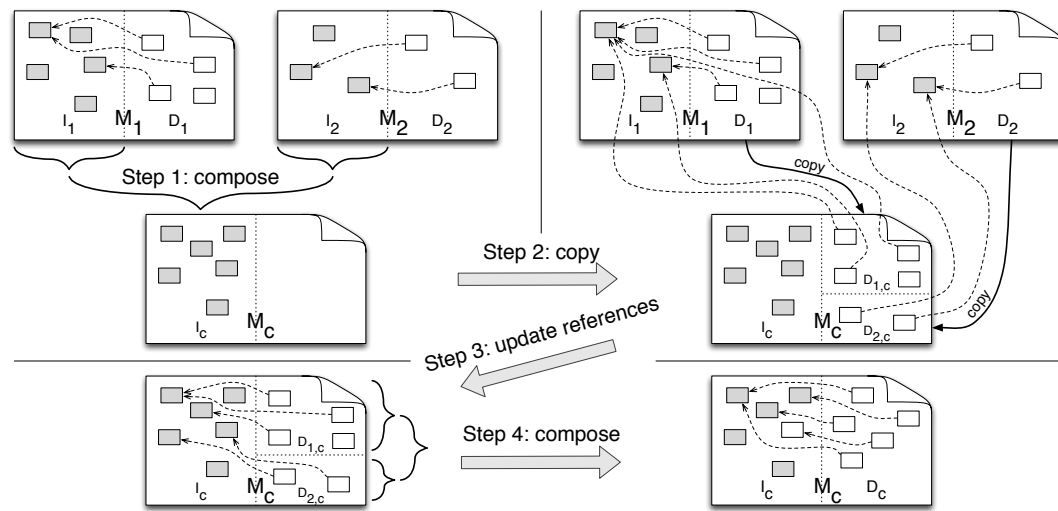 I1 M1 D1
I2 M2 D2
Step 1: compose
Ic Mc
Step 2: copy
I1 M1 D1
I2 M2 D2
copy
copy
D1,c
Ic Mc D2,c
Step 3: update references
D1,c
Ic Mc D2,c
Step 4: compose
Ic Mc Dc